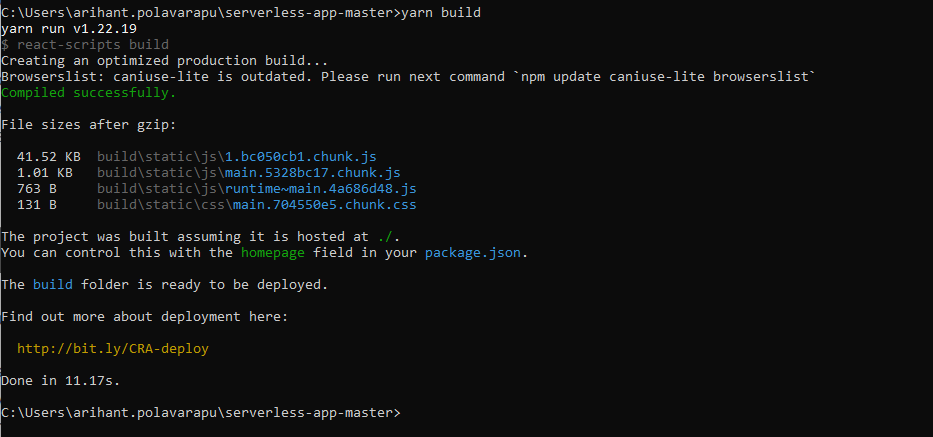 C:\Users\arihant.polavarapu\serverless-app-master>yarn build
yarn run v1.22.19
$ react-scripts build
Creating an optimized production build...
Browserslist: caniuse-lite is outdated. Please run next command `npm update caniuse-lite browserslist`
Compiled successfully.
File sizes after gzip:
41.52 KB  build\static\js\1.bc050cb1.chunk.js
1.01 KB   build\static\js\main.5328bc17.chunk.js
763 B     build\static\js\runtime~main.4a686d48.js
131 B     build\static\css\main.704550e5.chunk.css
The project was built assuming it is hosted at ./.
You can control this with the homepage field in your package.json.
The build folder is ready to be deployed.
Find out more about deployment here:
http://bit.ly/CRA-deploy
Done in 11.17s.
C:\Users\arihant.polavarapu\serverless-app-master>